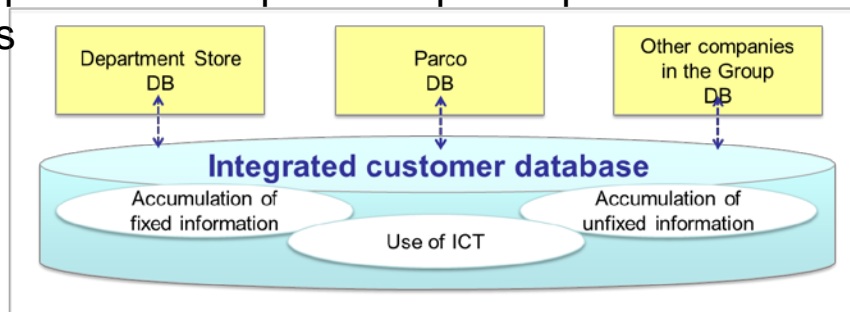 s
Department Store
DB
Parco
DB
Other companies
in the Group
DB
Integrated customer database
Accumulation of
fixed information
Accumulation of
unfixed information
Use of ICT